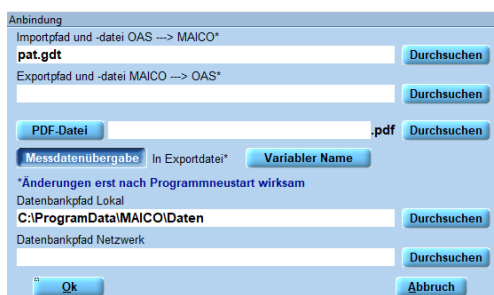 Anbindung
Importpfad und -datei OAS ---> MAICO*
pat.gdt Durchsuchen
Exportpfad und -datei MAICO ---> OAS*
Durchsuchen
PDF-Datei .pdf Durchsuchen
Messdatenübergabe In Exportdatei* Variabler Name
*Änderungen erst nach Programmneustart wirksam
Datenbankpfad Lokal
C:\ProgramData\MAICO\Daten Durchsuchen
Datenbankpfad Netzwerk
Durchsuchen
Ok Abbruch